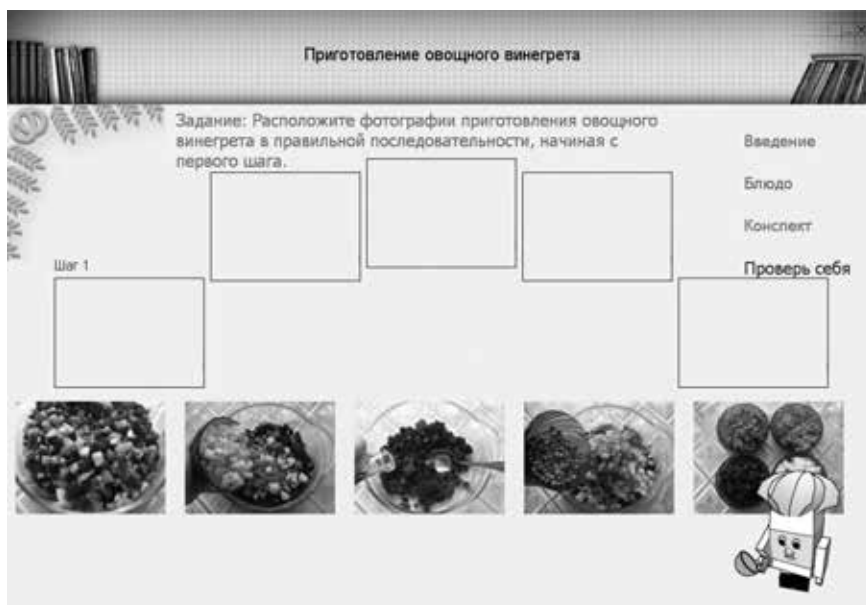 Приготовление овощного винегрета
Задание: Расположите фотографии приготовления овощного
винегрета в правильной последовательности, начиная с
первого шага.
Введение
Блюдо
Конспект
Проверь себя
Шаг 1